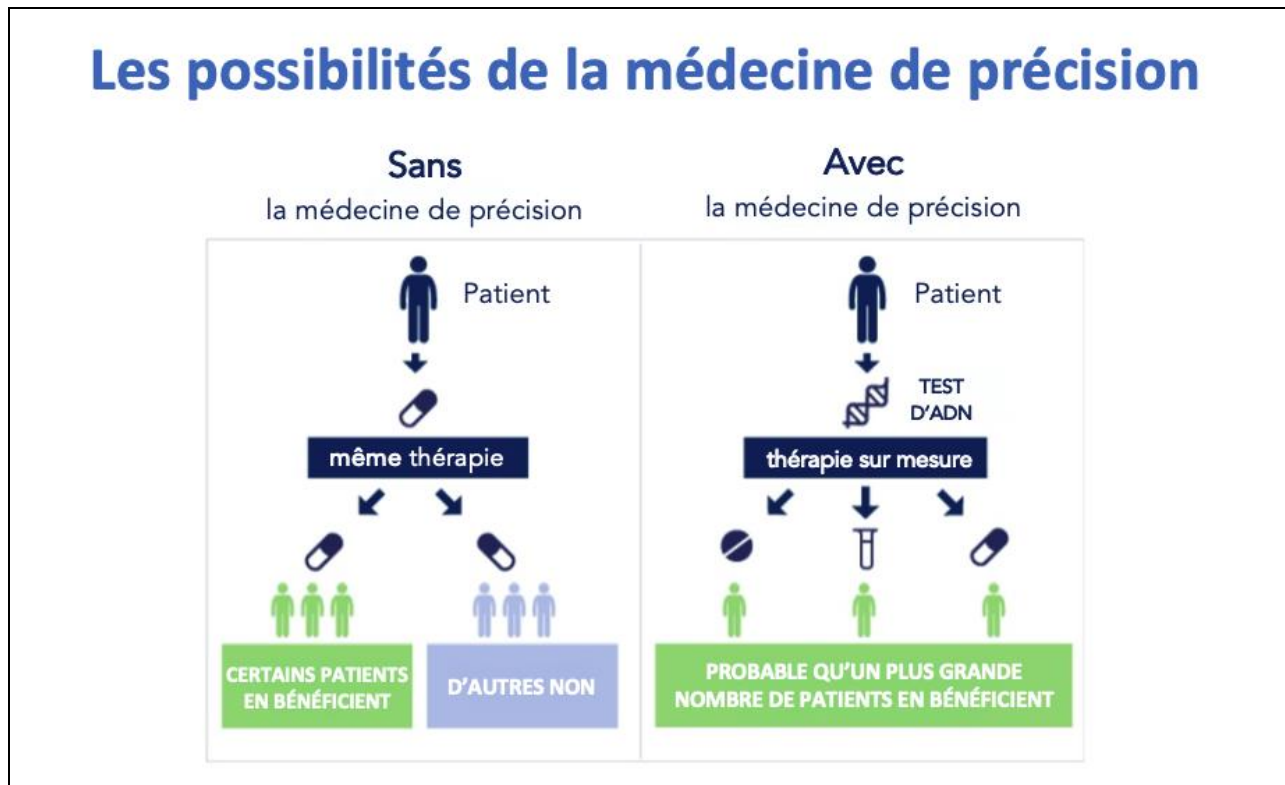 Les possibilités de la médecine de précision
Sans
la médecine de précision
Patient
même thérapie
CERTAINS PATIENTS
EN BÉNÉFICIENT
D'AUTRES NON
Avec
la médecine de précision
Patient
TEST
D'ADN
thérapie sur mesure
PROBABLE QU'UN PLUS GRANDE
NOMBRE DE PATIENTS EN BÉNÉFICIENT